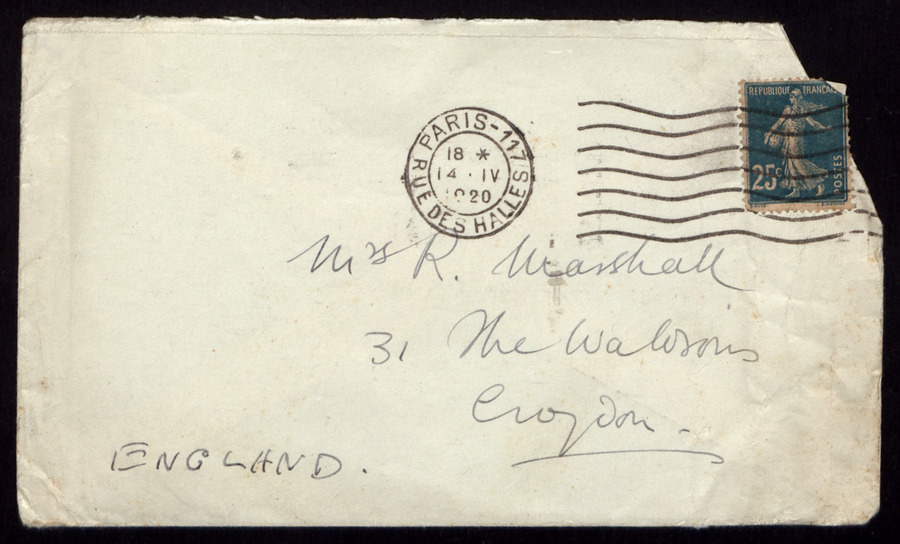 REPUBLIQUE FRANCAIS
25c
POSTES
PARIS-117
18 *
14 · IV
1920
RUE DES HALLES
Mrs R. Marshall
31 The Waldrons
Croydon.
ENGLAND.